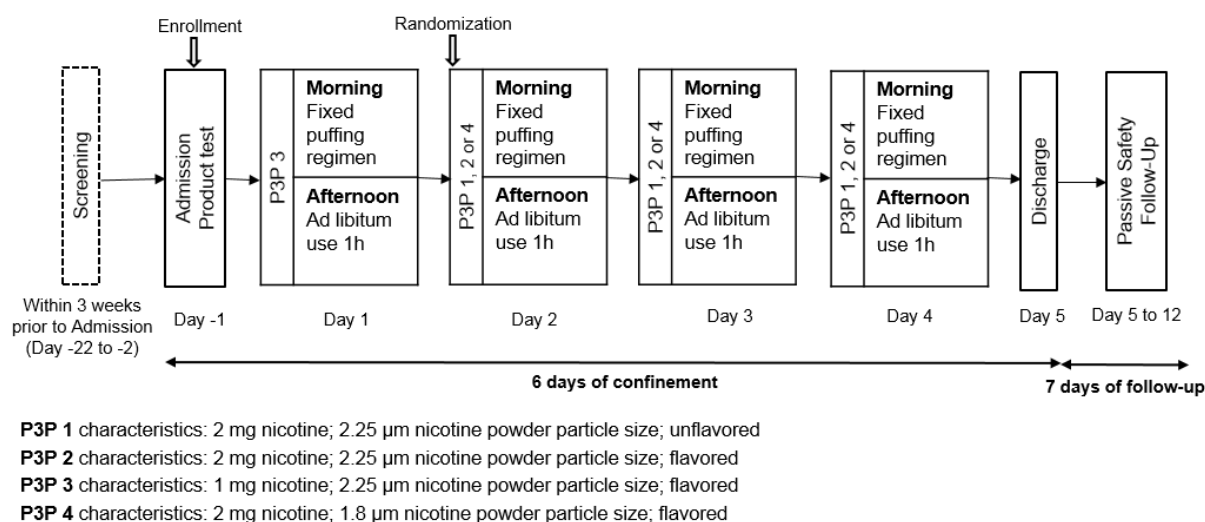 Enrollment
Randomization
Screening
Admission
Product test
P3P 3
Morning
Fixed
puffing
regimen
Afternoon
Ad libitum
use 1h
P3P 1, 2 or 4
Morning
Fixed
puffing
regimen
Afternoon
Ad libitum
use 1h
P3P 1, 2 or 4
Morning
Fixed
puffing
regimen
Afternoon
Ad libitum
use 1h
P3P 1, 2 or 4
Morning
Fixed
puffing
regimen
Afternoon
Ad libitum
use 1h
Discharge
Passive Safety
Follow-Up
Within 3 weeks
prior to Admission
(Day -22 to -2)
Day -1
Day 1
Day 2
Day 3
Day 4
Day 5
Day 5 to 12
6 days of confinement
7 days of follow-up
P3P 1 characteristics: 2 mg nicotine; 2.25 µm nicotine powder particle size; unflavored
P3P 2 characteristics: 2 mg nicotine; 2.25 µm nicotine powder particle size; flavored
P3P 3 characteristics: 1 mg nicotine; 2.25 µm nicotine powder particle size; flavored
P3P 4 characteristics: 2 mg nicotine; 1.8 µm nicotine powder particle size; flavored